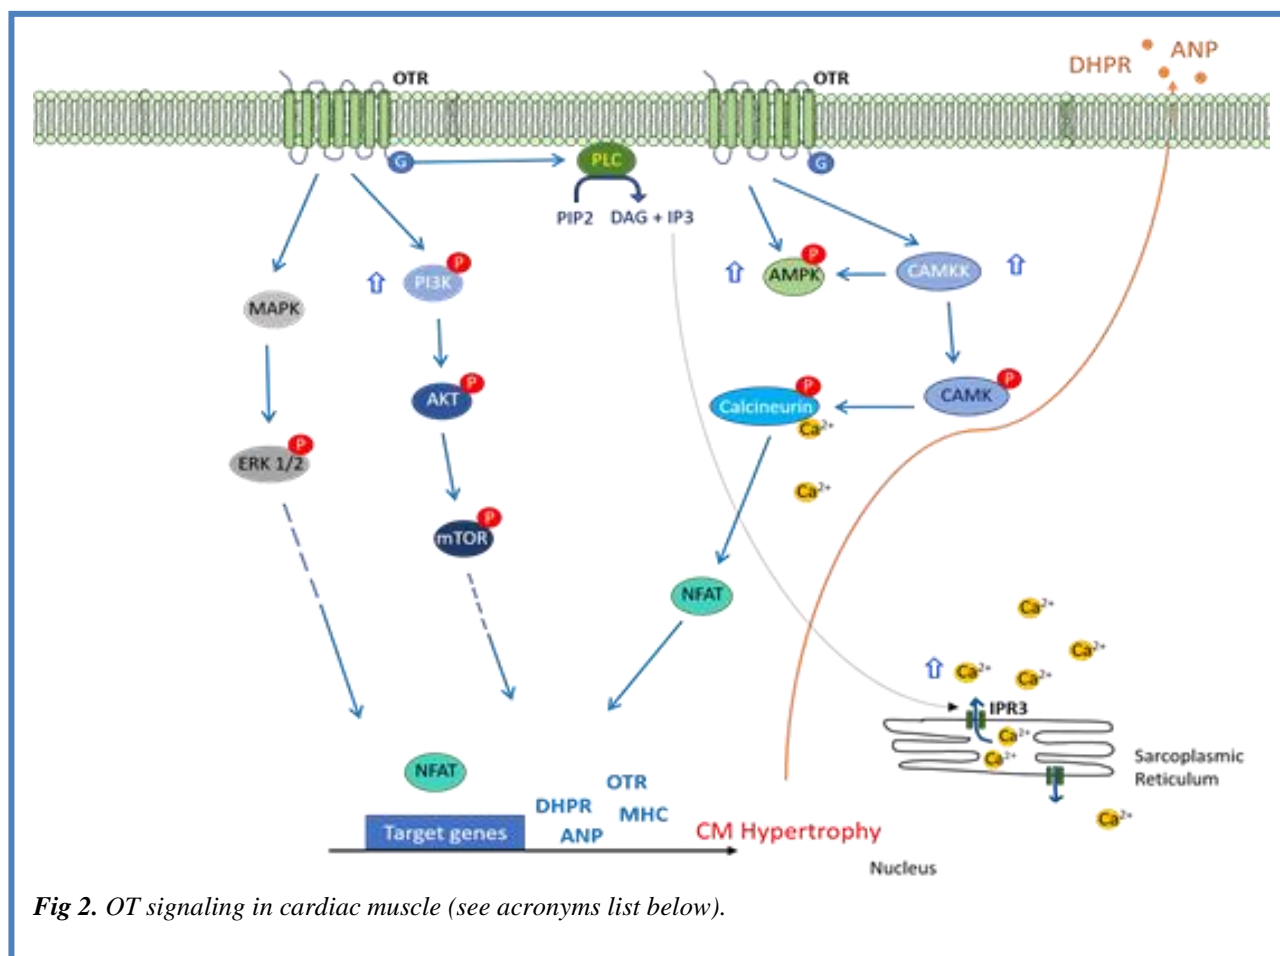 DHPR
ANP
OTR
OTR
G
PLC
G
PIP2
DAG + IP3
P
PI3K
P
AMPK
CAMKK
MAPK
P
AKT
P
Calcineurin
Ca2+
P
CAMK
P
ERK 1/2
Ca2+
P
mTOR
NFAT
Ca2+
Ca2+
Ca2+
Ca2+
IPR3
Ca2+
Ca2+
Sarcoplasmic
Reticulum
NFAT
OTR
DHPR
MHC
ANP
Target genes
CM Hypertrophy
Ca2+
Nucleus
Fig 2. OT signaling in cardiac muscle (see acronyms list below).